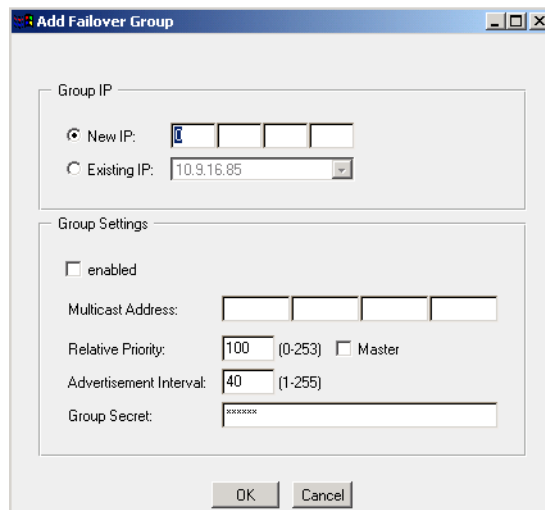 Add Failover Group
Group IP
New IP: 0
Existing IP: 10.9.16.85
Group Settings
enabled
Multicast Address:
Relative Priority: 100 (0-253) Master
Advertisement Interval: 40 (1-255)
Group Secret: ××××××
OK Cancel